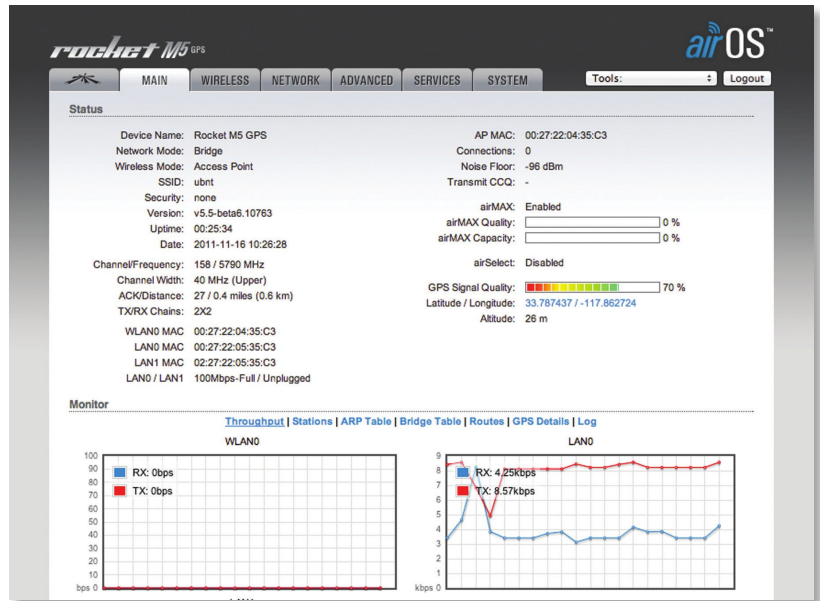 rocket M5 GPS
airOS™
MAIN WIRELESS NETWORK ADVANCED SERVICES SYSTEM Tools: Logout
Status
Device Name: Rocket M5 GPS
Network Mode: Bridge
Wireless Mode: Access Point
SSID: ubnt
Security: none
Version: v5.5-beta6.10763
Uptime: 00:25:34
Date: 2011-11-16 10:26:28
Channel/Frequency: 158 / 5790 MHz
Channel Width: 40 MHz (Upper)
ACK/Distance: 27 / 0.4 miles (0.6 km)
TX/RX Chains: 2X2
WLAN0 MAC 00:27:22:04:35:C3
LAN0 MAC 00:27:22:05:35:C3
LAN1 MAC 02:27:22:05:35:C3
LAN0 / LAN1 100Mbps-Full / Unplugged
AP MAC: 00:27:22:04:35:C3
Connections: 0
Noise Floor: -96 dBm
Transmit CCQ: -
airMAX: Enabled
airMAX Quality: 0 %
airMAX Capacity: 0 %
airSelect: Disabled
GPS Signal Quality: 70 %
Latitude / Longitude: 33.787437 / -117.862724
Altitude: 26 m
Monitor
Throughput | Stations | ARP Table | Bridge Table | Routes | GPS Details | Log
WLAN0
100
90
80
70
60
50
40
30
20
10
bps 0
RX: 0bps
TX: 0bps
LAN0
9
8
7
6
5
4
3
2
1
kbps 0
RX: 4.25kbps
TX: 8.57kbps